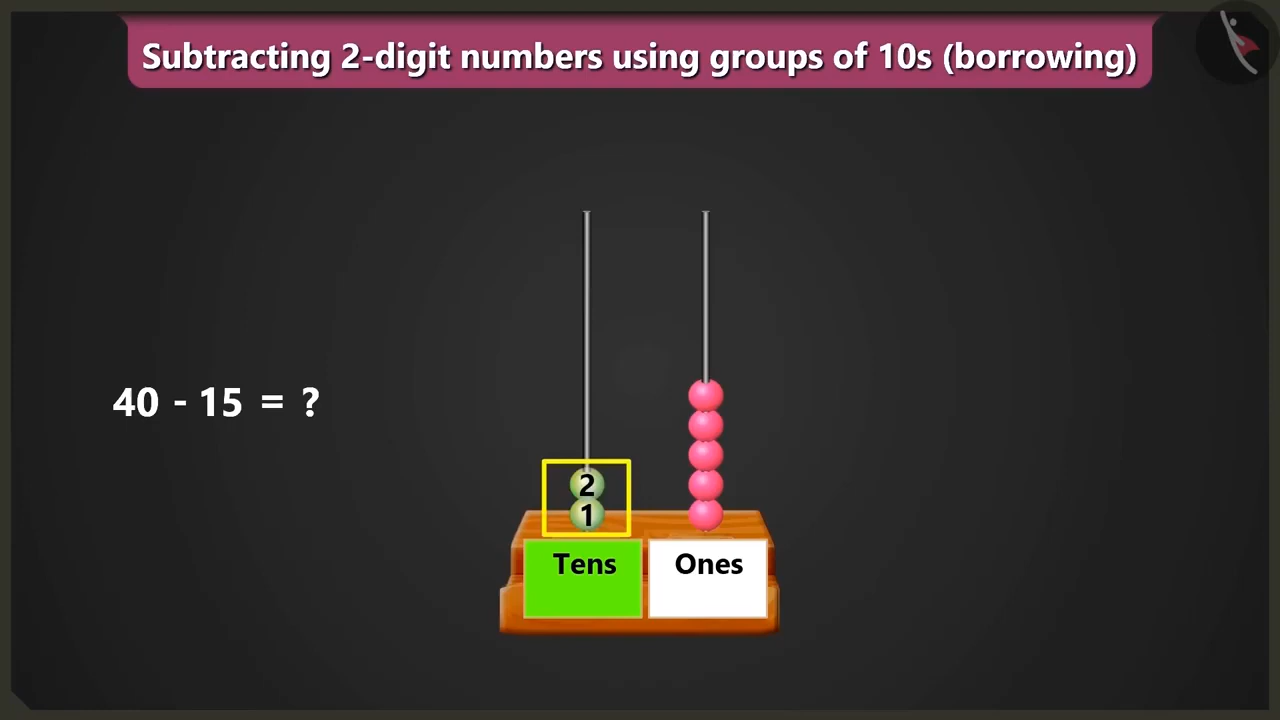 Subtracting 2-digit numbers using groups of 10s (borrowing)
40 - 15 = ?
2
1
Tens Ones